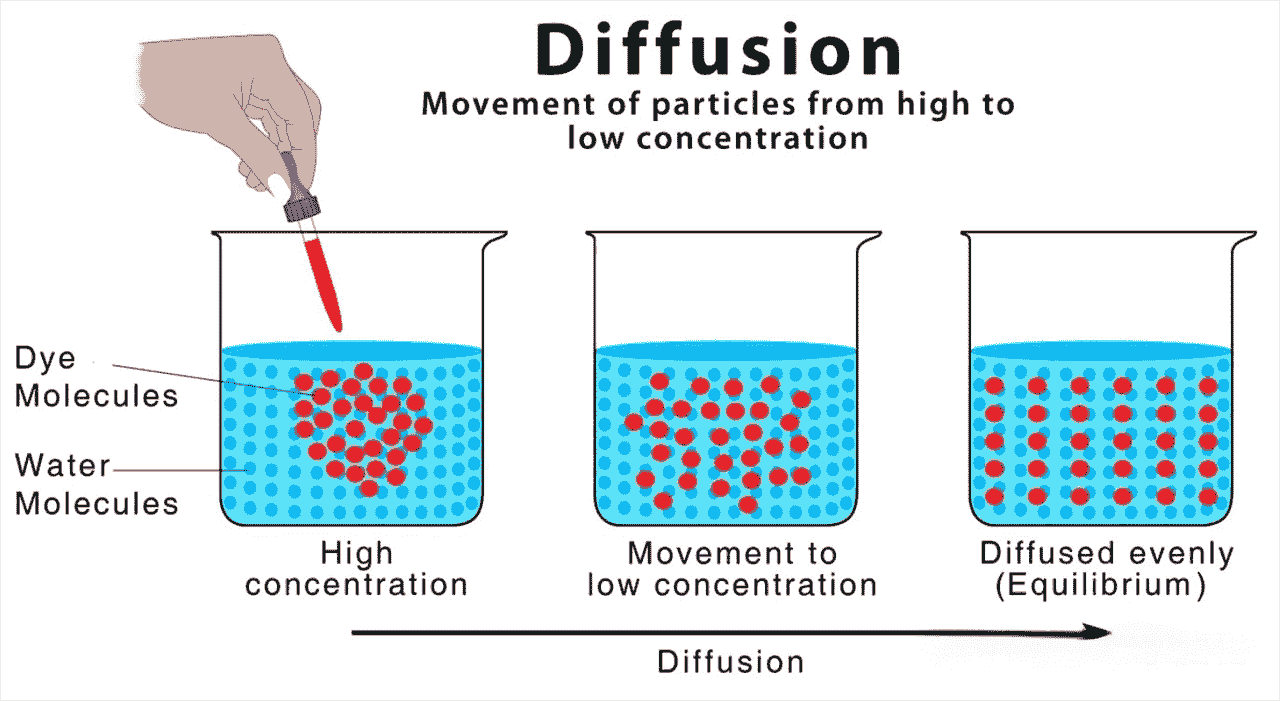 Diffusion
Movement of particles from high to
low concentration
Dye
Molecules
Water
Molecules
High
concentration
Movement to
low concentration
Diffused evenly
(Equilibrium)
Diffusion